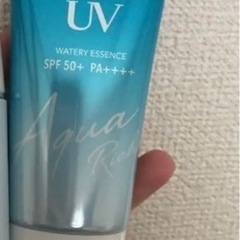 UV
WATERY ESSENCE
SPF 50+ PA++++
Aqua
Rich